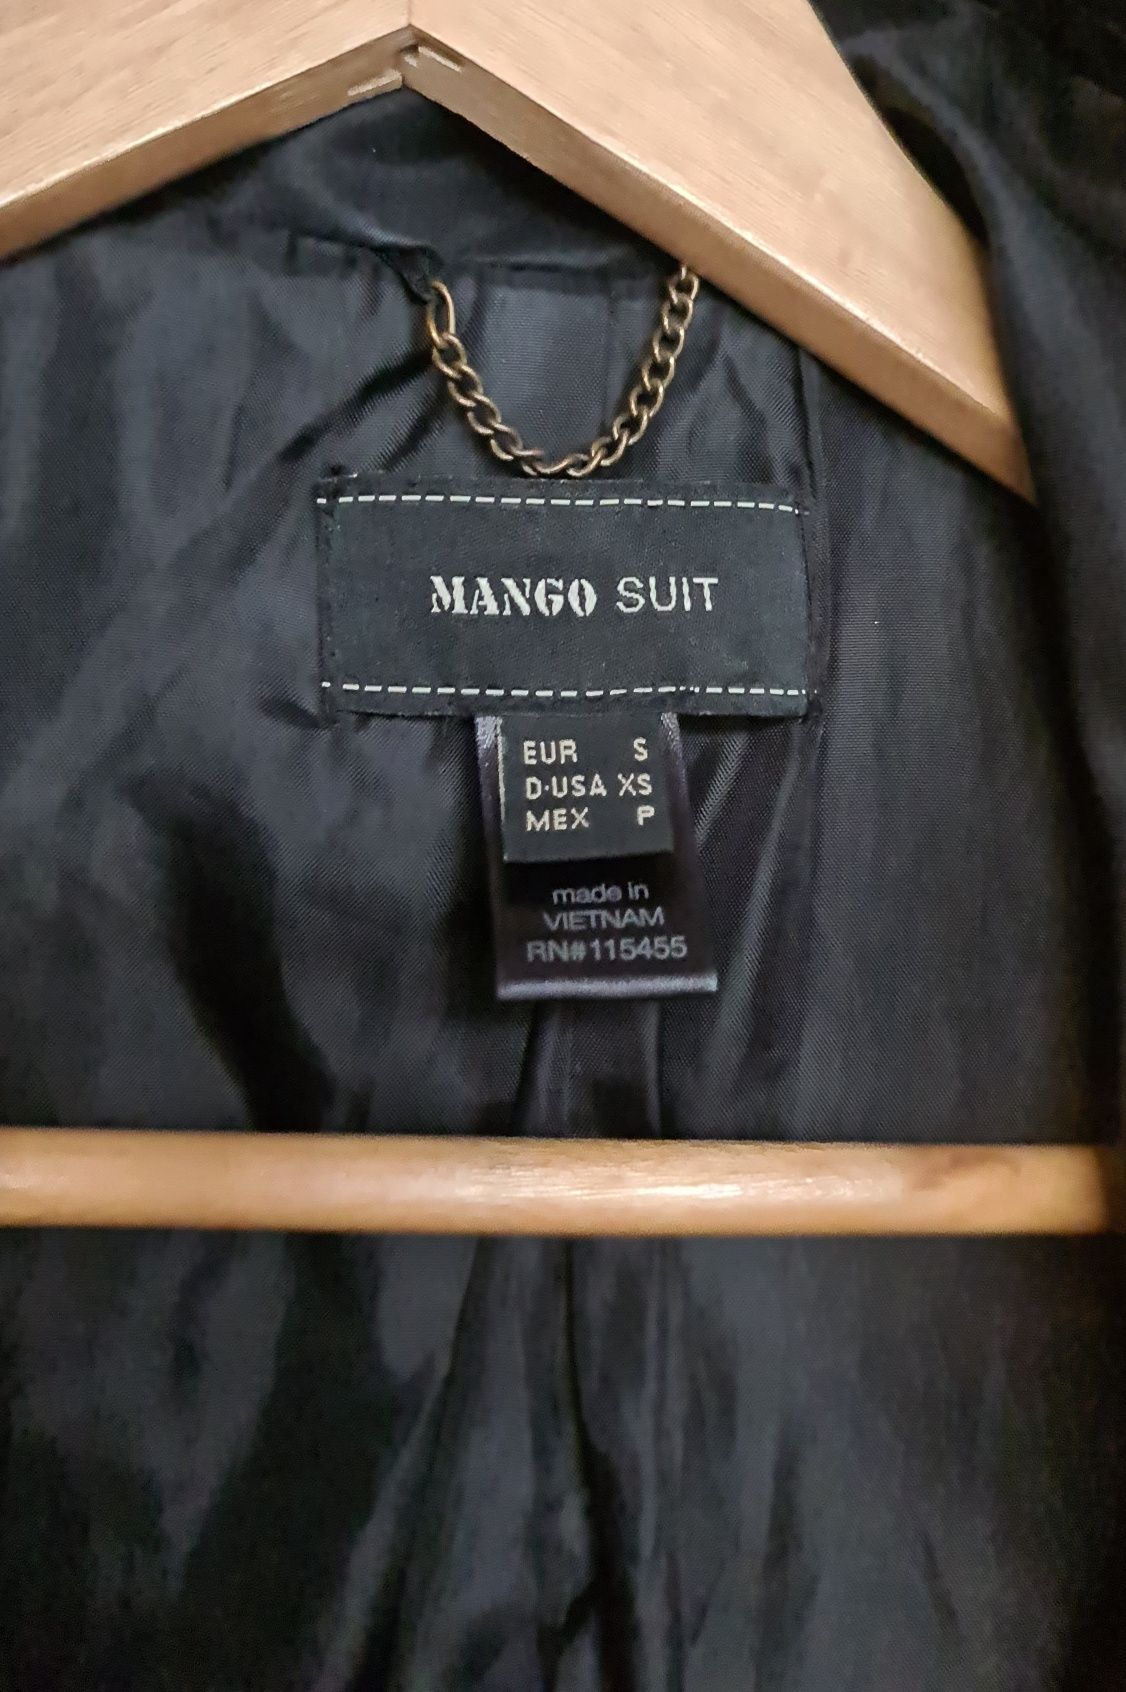 MANGO SUIT
EUR S
D·USA XS
MEX P
made in
VIETNAM
RN#115455